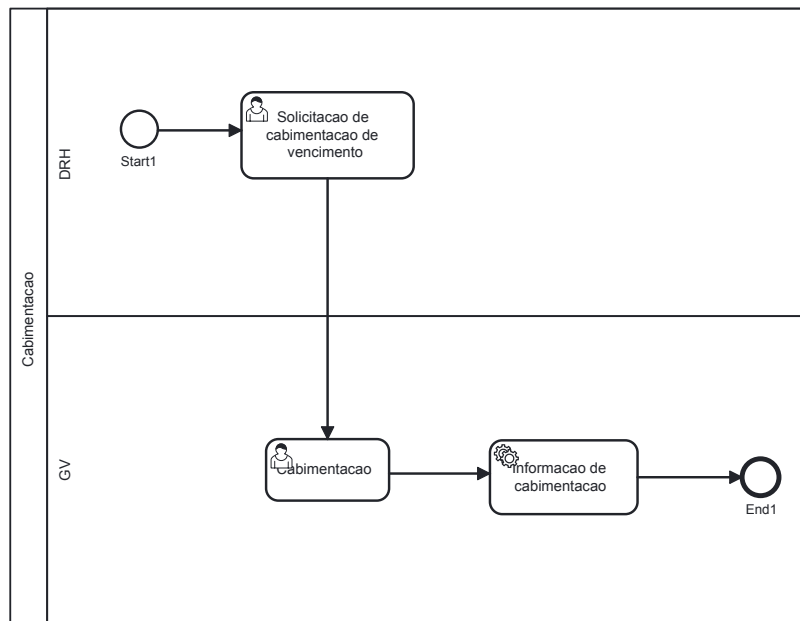 Cabimentacao
DRH
Start1
Solicitacao de
cabimentacao de
vencimento
GV
Cabimentacao
Informacao de
cabimentacao
End1